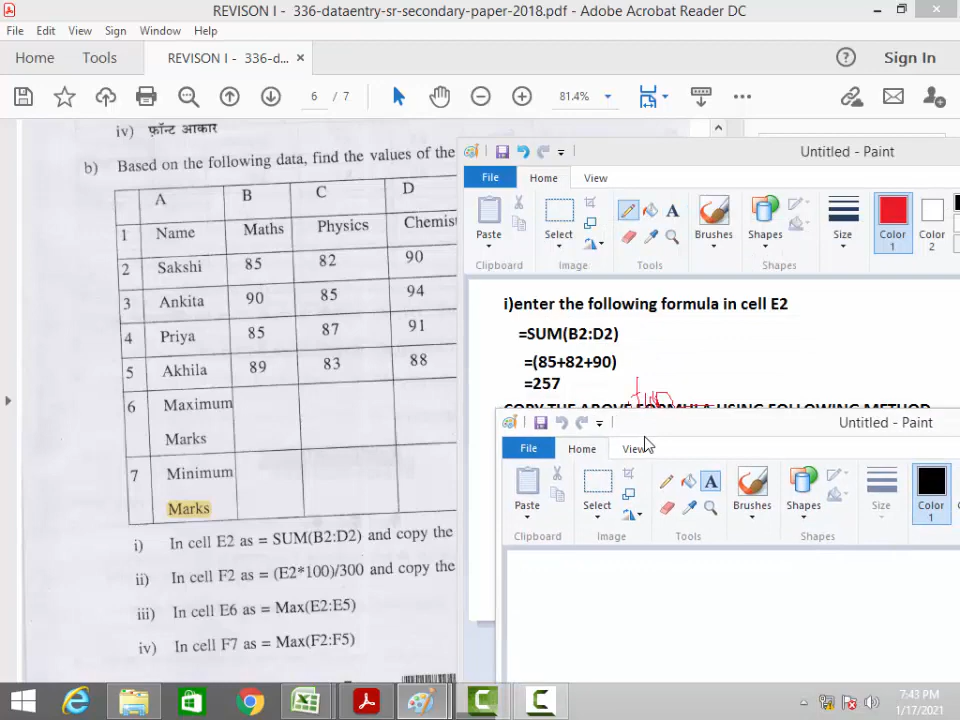 REVISON I - 336-dataentry-sr-secondary-paper-2018.pdf - Adobe Acrobat Reader DC
File Edit View Sign Window Help
Home Tools REVISON I - 336-d... Sign In
6 / 7 81.4%
iv) फ़ॉन्ट आकार
b) Based on the following data, find the values of the
A B C D
1 Name Maths Physics Chemist
2 Sakshi 85 82 90
3 Ankita 90 85 94
4 Priya 85 87 91
5 Akhila 89 83 88
6 Maximum
Marks
7 Minimum
Marks
i) In cell E2 as = SUM(B2:D2) and copy the
ii) In cell F2 as = (E2*100)/300 and copy the
iii) In cell E6 as = Max(E2:E5)
iv) In cell F7 as = Max(F2:F5)
Untitled - Paint
File Home View
Paste Select A Brushes Shapes Size Color 1 Color 2
Clipboard Image Tools Shapes
i)enter the following formula in cell E2
=SUM(B2:D2)
=(85+82+90)
=257
COPY THE ABOVE FORMULA USING FOLLOWING METHOD
Untitled - Paint
File Home View
Paste Select A Brushes Shapes Size Color 1
Clipboard Image Tools Shapes
7:43 PM
1/17/2021